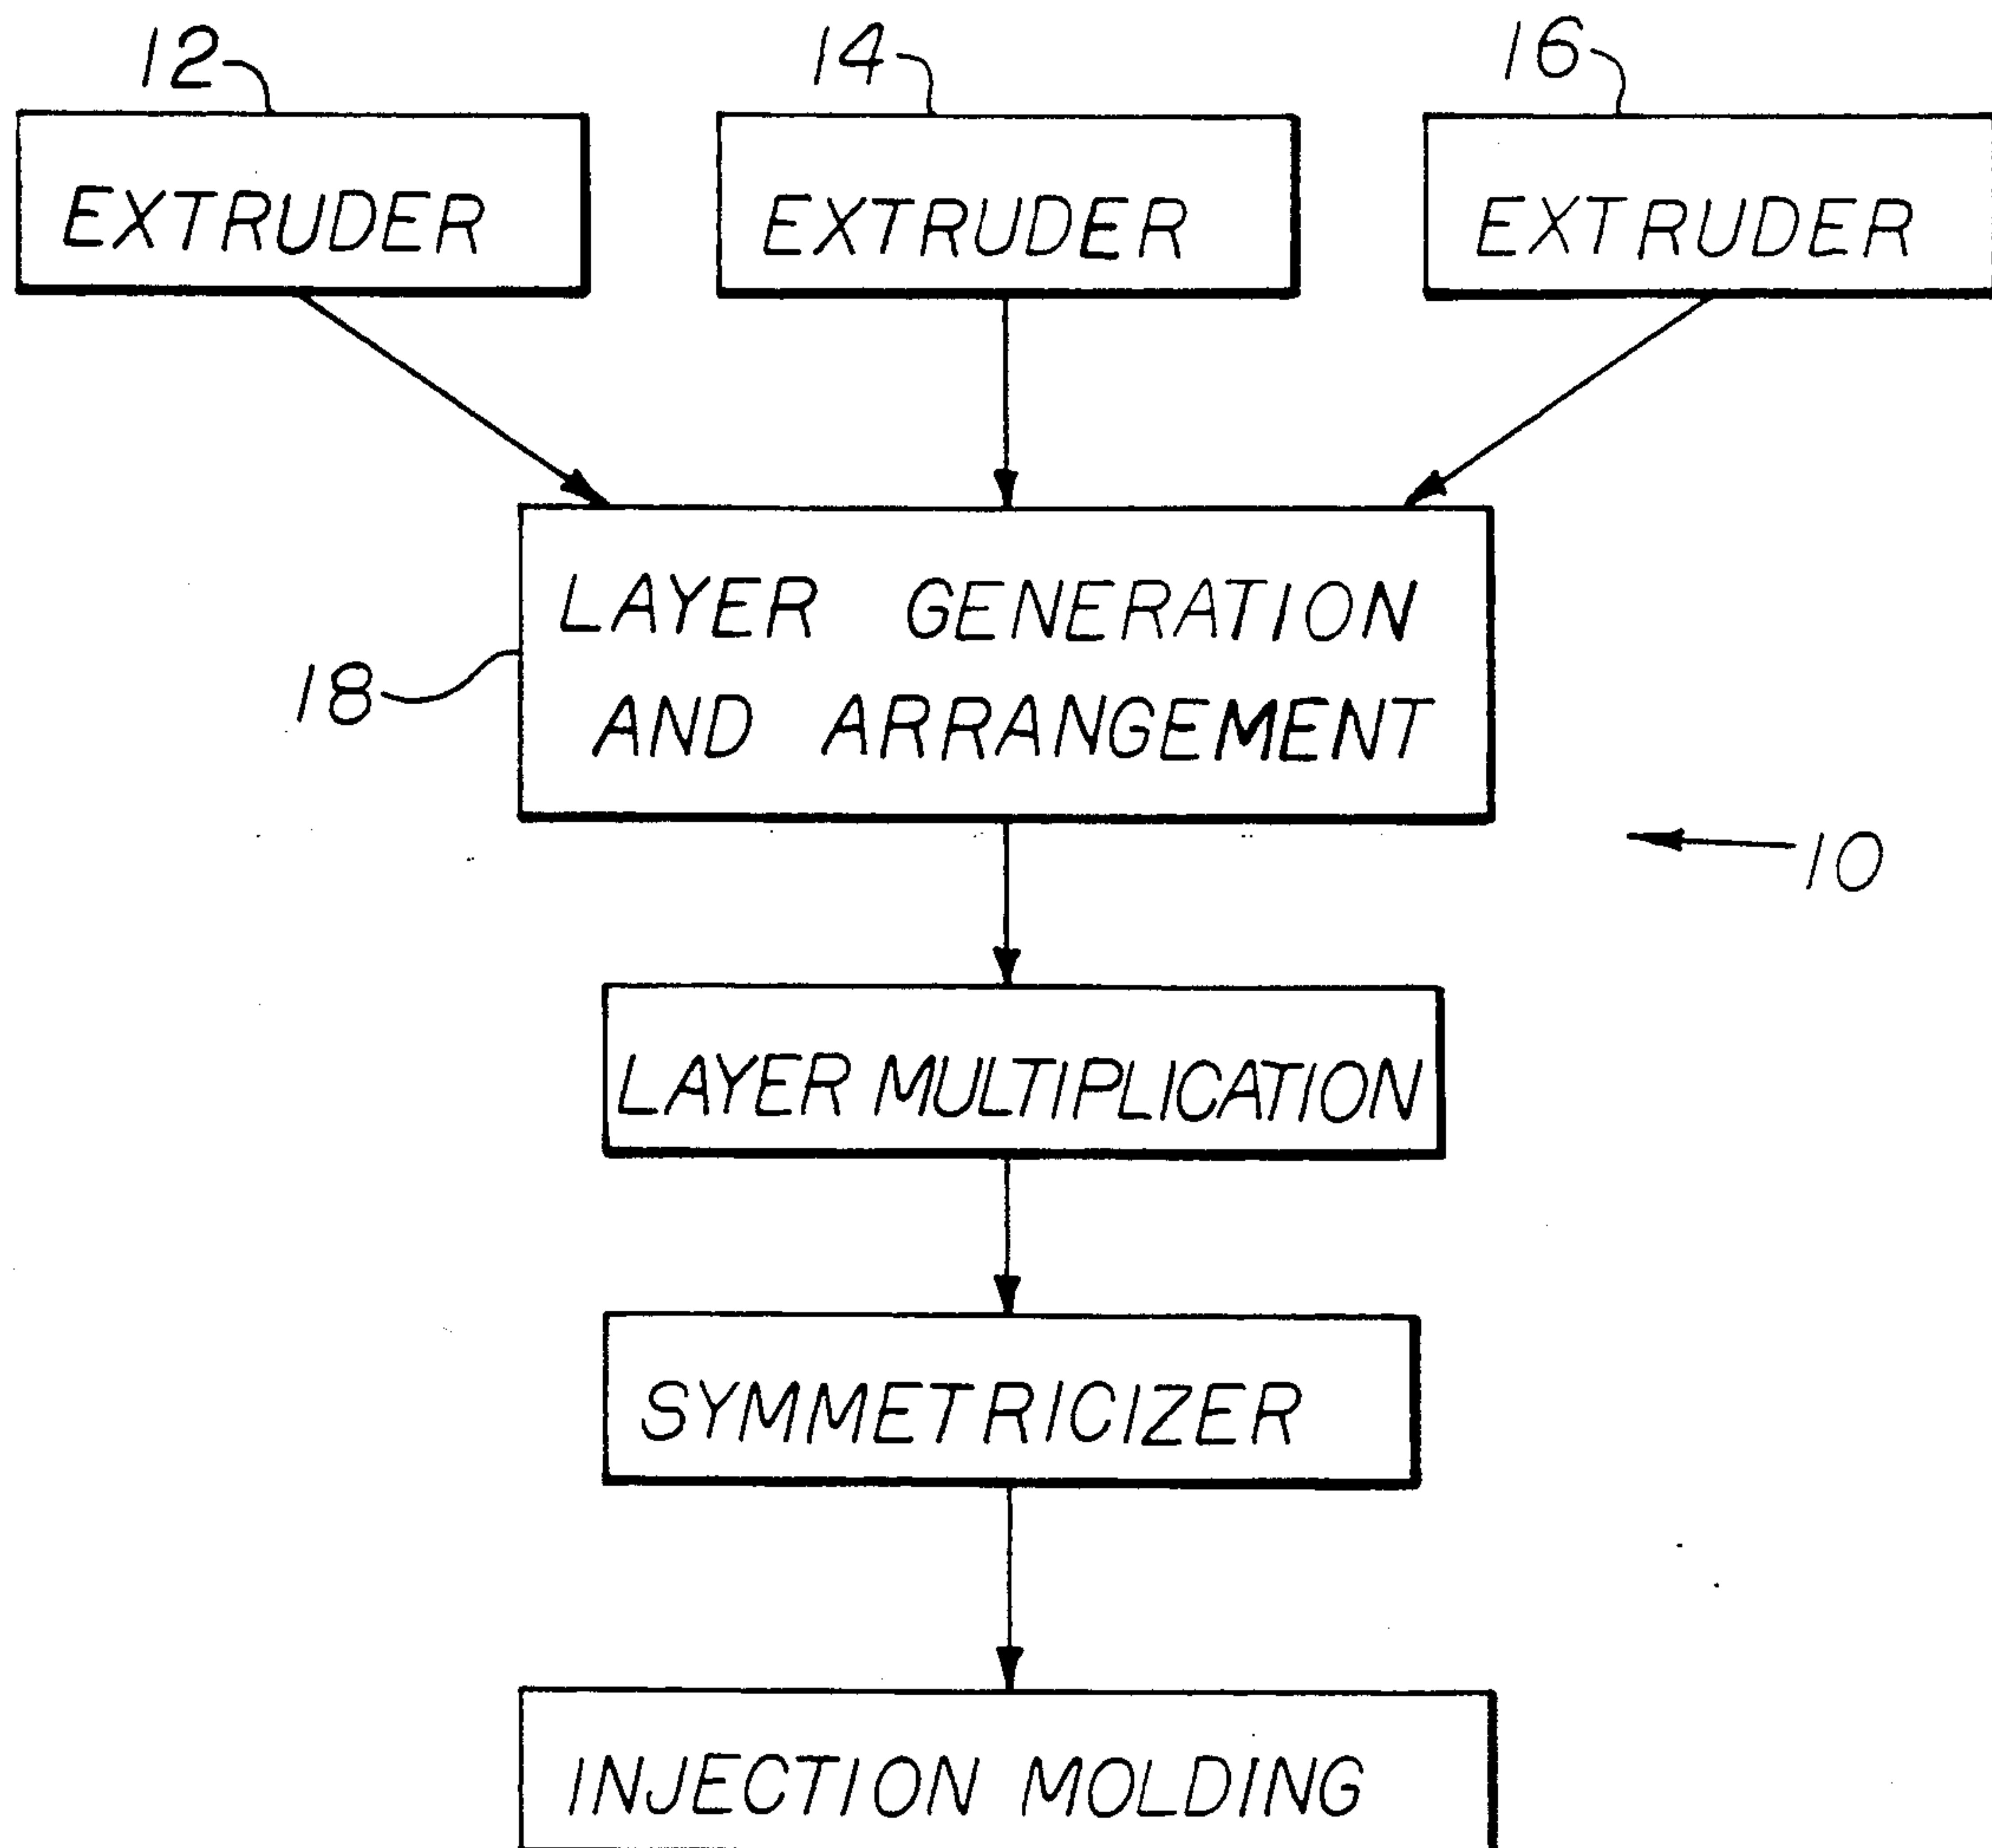 12
14
16
EXTRUDER
EXTRUDER
EXTRUDER
LAYER GENERATION
AND ARRANGEMENT
18
10
LAYER MULTIPLICATION
SYMMETRICIZER
INJECTION MOLDING